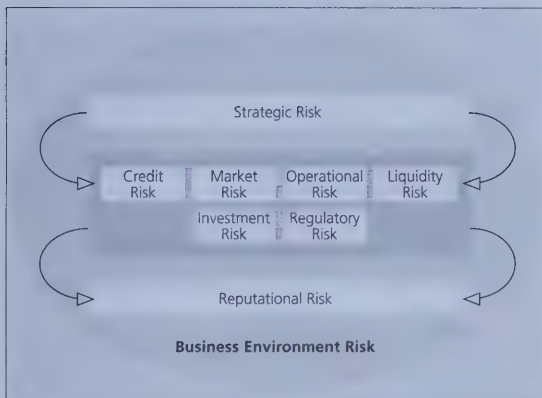 Strategic Risk
Credit Market Operational Liquidity
Risk Risk Risk Risk
Investment Regulatory
Risk Risk
Reputational Risk
Business Environment Risk